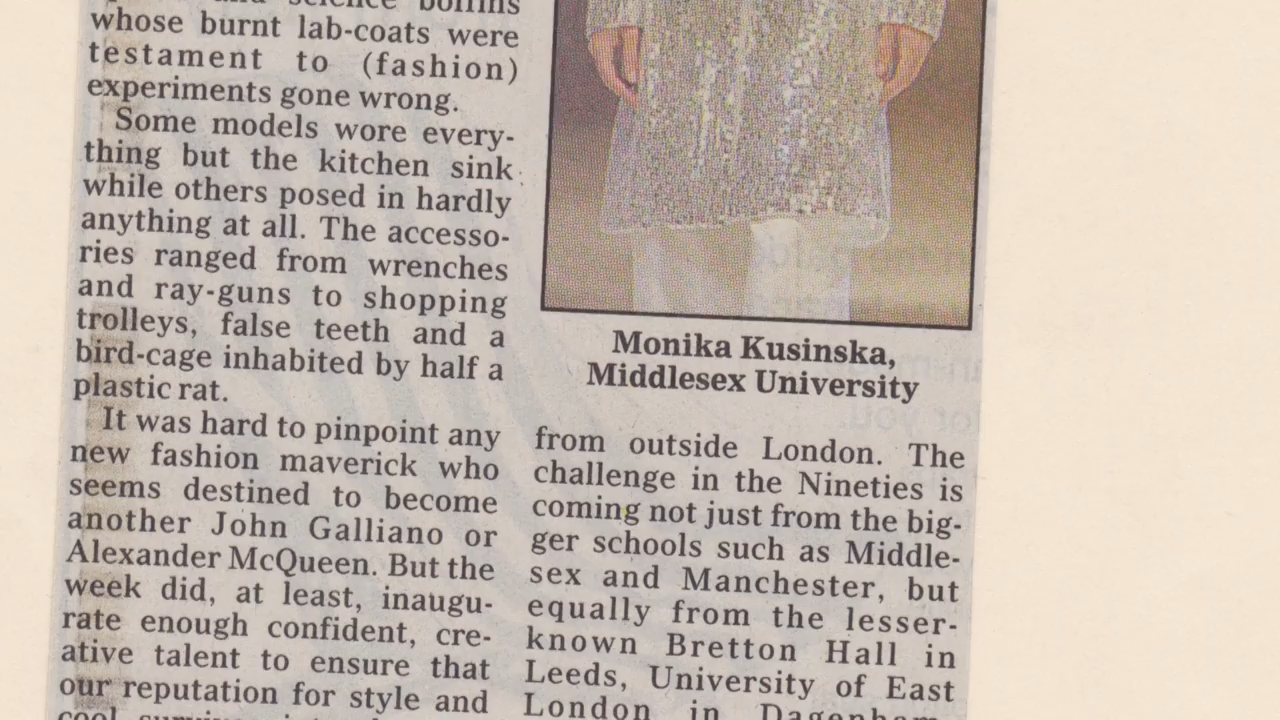 science boffins
whose burnt lab-coats were
testament to (fashion)
experiments gone wrong.
Some models wore every-
thing but the kitchen sink
while others posed in hardly
anything at all. The accesso-
ries ranged from wrenches
and ray-guns to shopping
trolleys, false teeth and a
bird-cage inhabited by half a
plastic rat.
It was hard to pinpoint any
new fashion maverick who
seems destined to become
another John Galliano or
Alexander McQueen. But the
week did, at least, inaugu-
rate enough confident, cre-
ative talent to ensure that
our reputation for style and
cool
Monika Kusinska,
Middlesex University
from outside London. The
challenge in the Nineties is
coming not just from the big-
ger schools such as Middle-
sex and Manchester, but
equally from the lesser-
known Bretton Hall in
Leeds, University of East
London in Dagenham